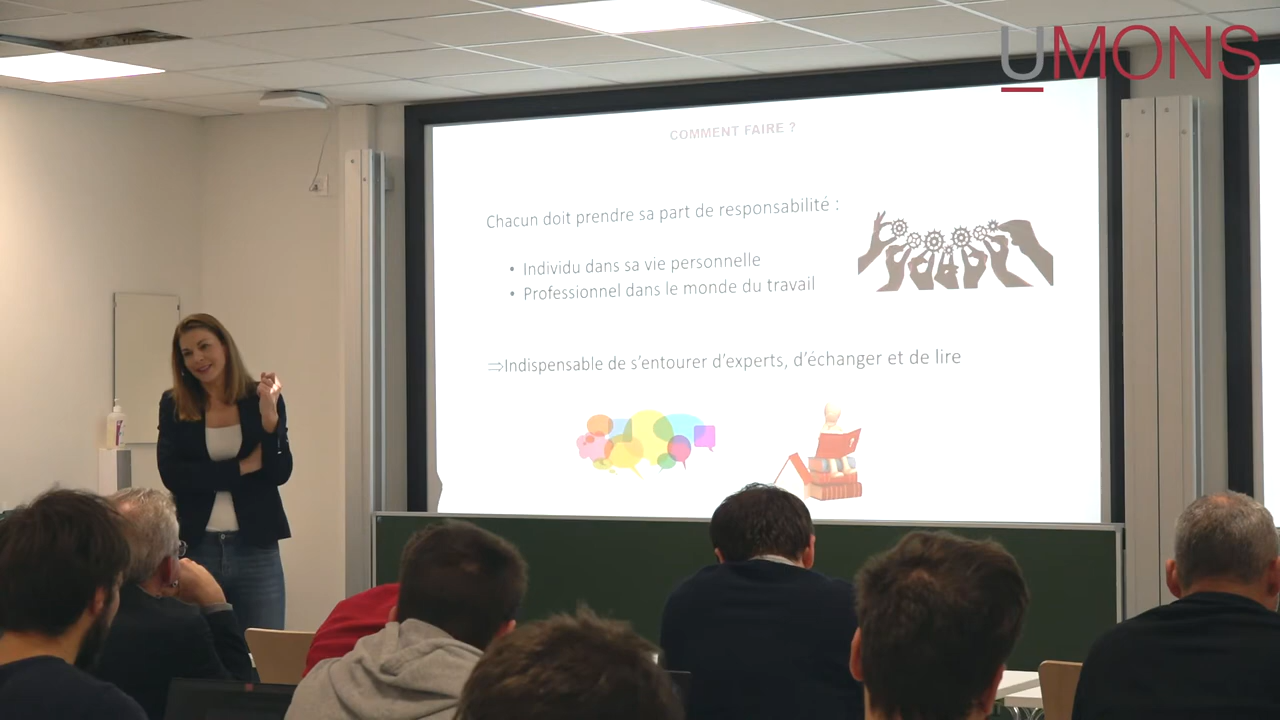 UMONS
COMMENT FAIRE ?
Chacun doit prendre sa part de responsabilité :
• Individu dans sa vie personnelle
• Professionnel dans le monde du travail
⇒Indispensable de s'entourer d'experts, d'échanger et de lire